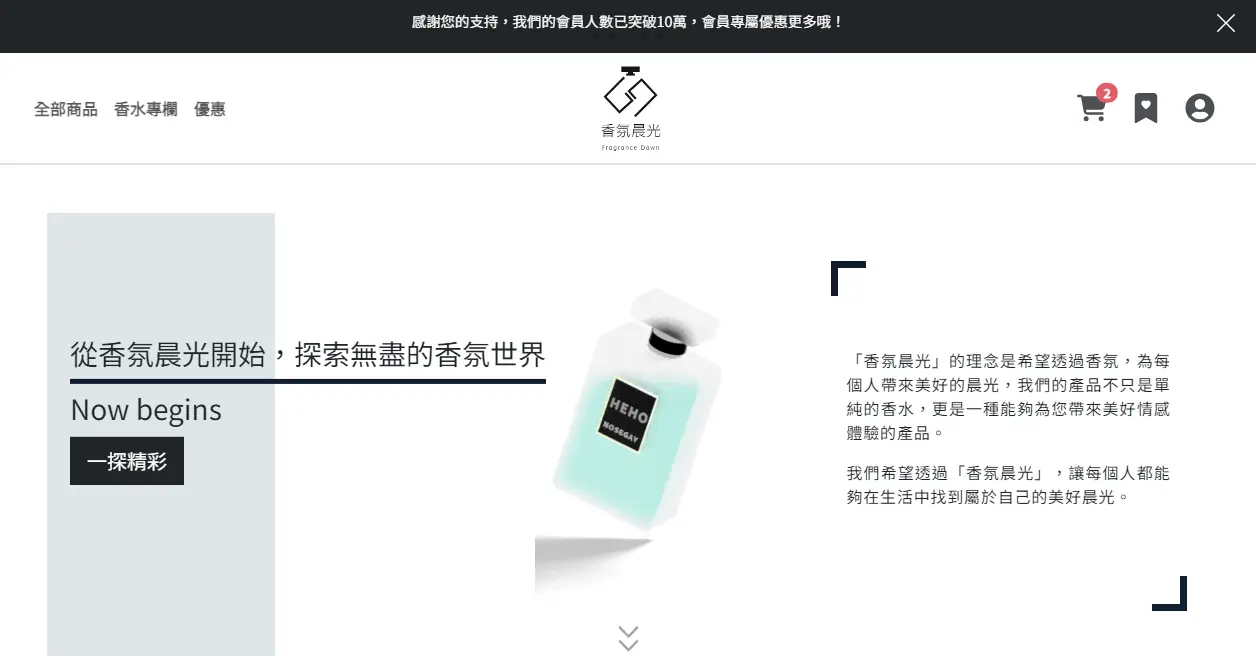 感謝您的支持，我們的會員人數已突破10萬，會員專屬優惠更多哦！
全部商品 香水專欄 優惠
香氛晨光
Fragrance Dawn
2
從香氛晨光開始，探索無盡的香氛世界
Now begins
一探精彩
HEHO
NOSEGAY
「香氛晨光」的理念是希望透過香氛，為每
個人帶來美好的晨光，我們的產品不只是單
純的香水，更是一種能夠為您帶來美好情感
體驗的產品。
我們希望透過「香氛晨光」，讓每個人都能
夠在生活中找到屬於自己的美好晨光。